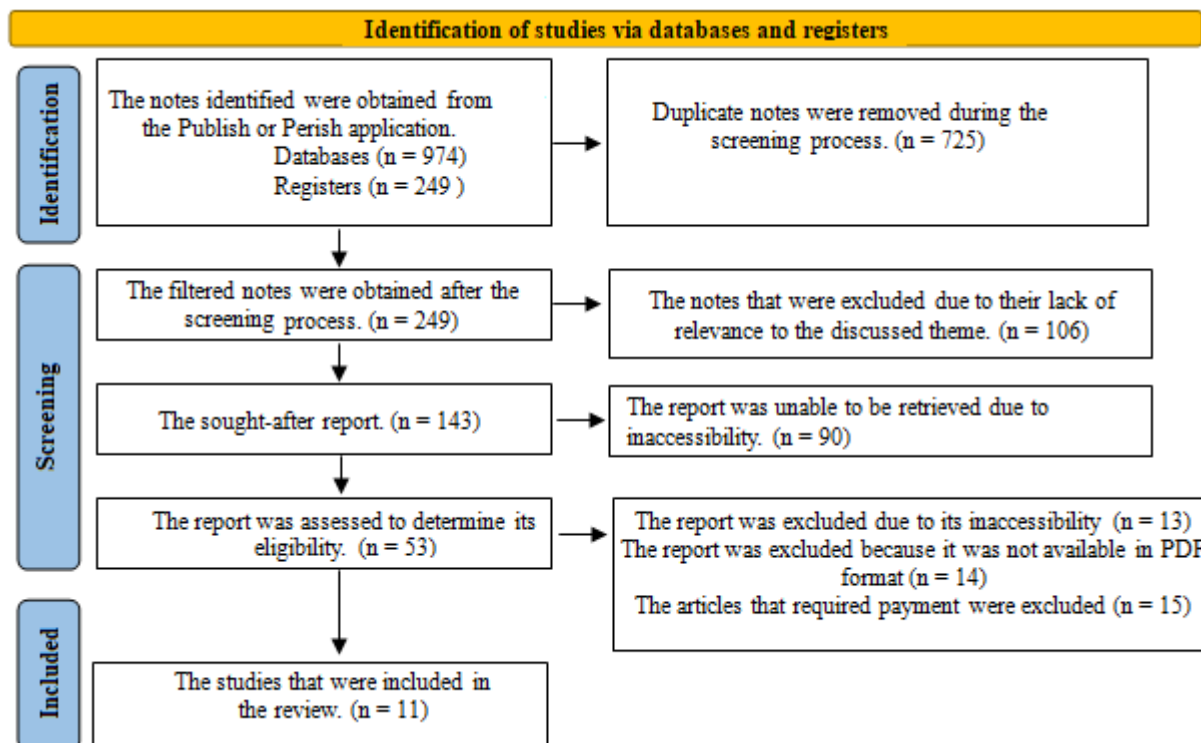 Identification of studies via databases and registers
Identification
The notes identified were obtained from
the Publish or Perish application.
Databases (n = 974)
Registers (n = 249 )
Duplicate notes were removed during the
screening process. (n = 725)
Screening
The filtered notes were obtained after the
screening process. (n = 249)
The notes that were excluded due to their lack of
relevance to the discussed theme. (n = 106)
The sought-after report. (n = 143)
The report was unable to be retrieved due to
inaccessibility. (n = 90)
The report was assessed to determine its
eligibility. (n = 53)
The report was excluded due to its inaccessibility (n = 13)
The report was excluded because it was not available in PDF
format (n = 14)
The articles that required payment were excluded (n = 15)
Included
The studies that were included in
the review. (n = 11)